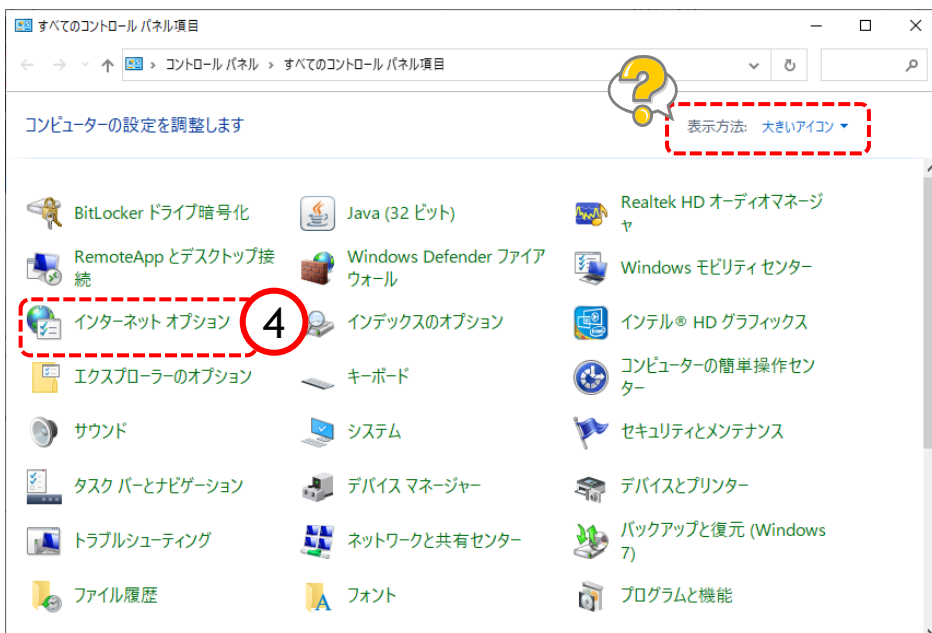 すべてのコントロール パネル項目
コントロール パネル › すべてのコントロール パネル項目
?
コンピューターの設定を調整します
表示方法: 大きいアイコン
BitLocker ドライブ暗号化
Java (32 ビット)
Realtek HD オーディオマネージ
ャ
RemoteApp とデスクトップ接
続
Windows Defender ファイア
ウォール
Windows モビリティ センター
インターネット オプション
4
インデックスのオプション
インテル® HD グラフィックス
エクスプローラーのオプション
キーボード
コンピューターの簡単操作セン
ター
サウンド
システム
セキュリティとメンテナンス
タスク バーとナビゲーション
デバイス マネージャー
デバイスとプリンター
トラブルシューティング
ネットワークと共有センター
バックアップと復元 (Windows
7)
ファイル履歴
フォント
プログラムと機能